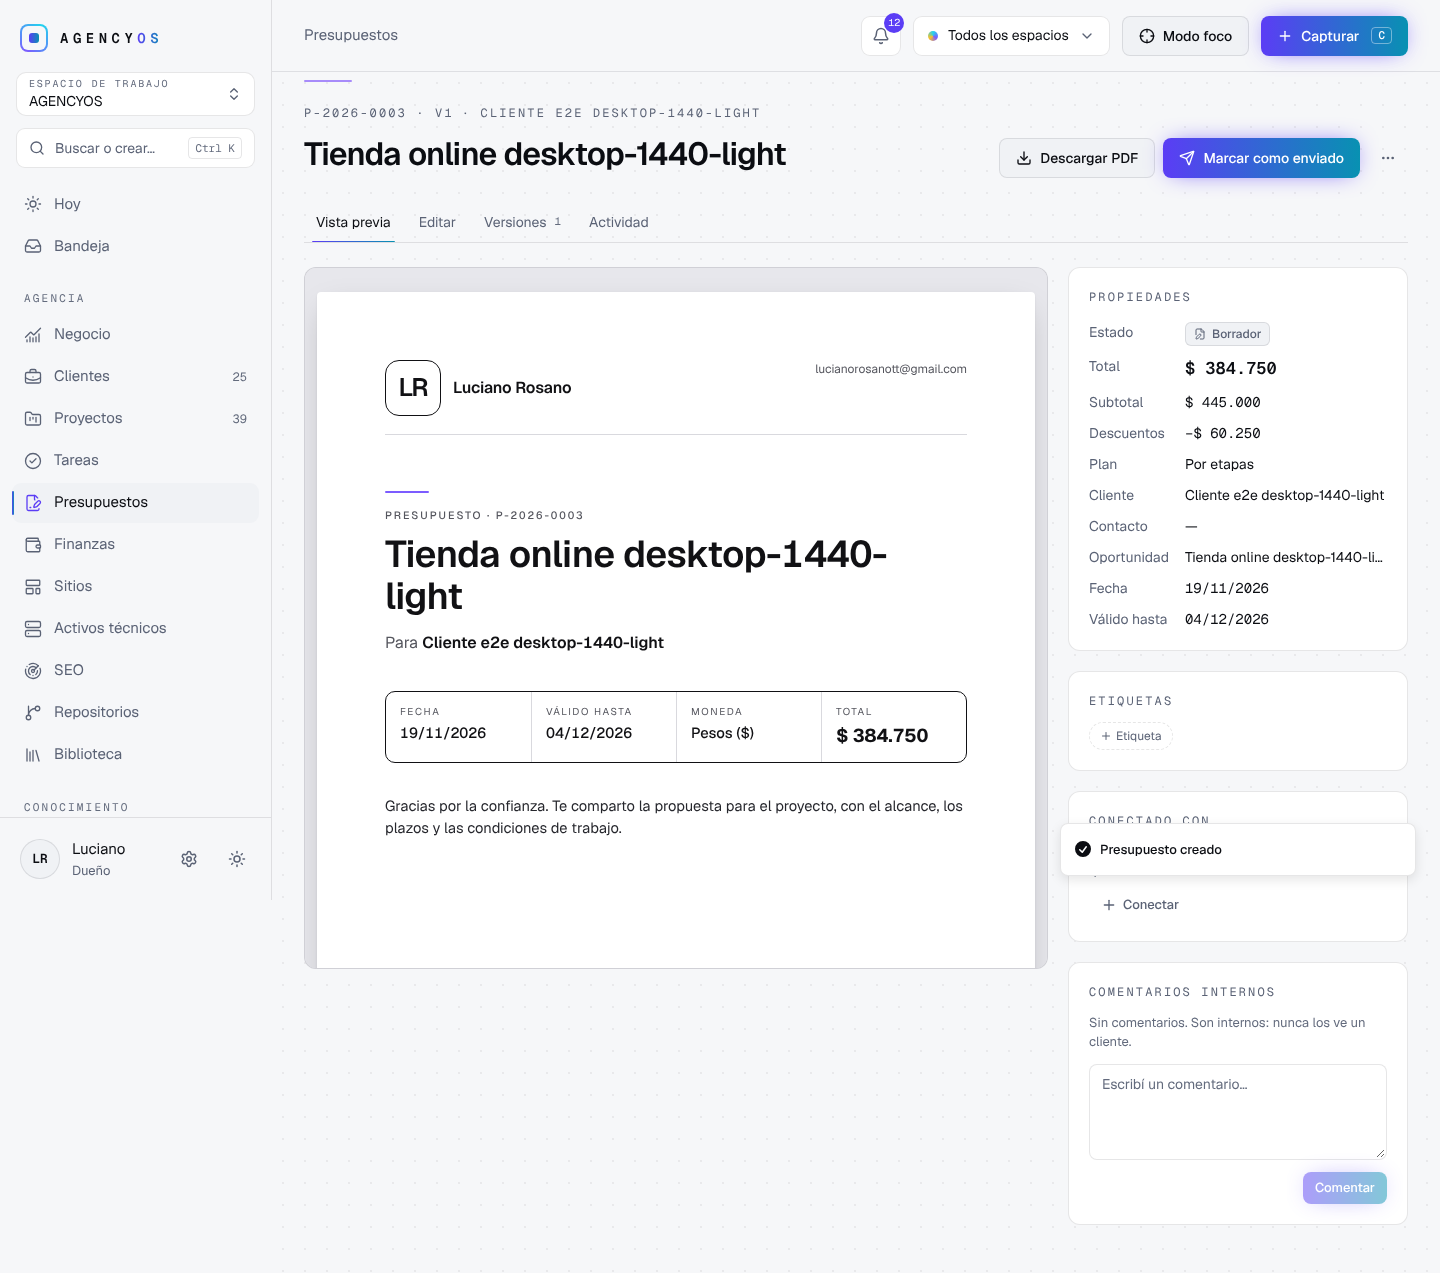 AGENCYOS
ESPACIO DE TRABAJO
AGENCYOS
Buscar o crear...
Ctrl K
Hoy
Bandeja
AGENCIA
Negocio
Clientes 25
Proyectos 39
Tareas
Presupuestos
Finanzas
Sitios
Activos técnicos
SEO
Repositorios
Biblioteca
CONOCIMIENTO
LR
Luciano
Dueño
Presupuestos
12
Todos los espacios
Modo foco
Capturar C
P-2026-0003 · V1 · CLIENTE E2E DESKTOP-1440-LIGHT
Tienda online desktop-1440-light
Descargar PDF
Marcar como enviado
Vista previa
Editar
Versiones 1
Actividad
LR
Luciano Rosano
lucianorosanott@gmail.com
PRESUPUESTO · P-2026-0003
Tienda online desktop-1440-
light
Para Cliente e2e desktop-1440-light
FECHA
19/11/2026
VÁLIDO HASTA
04/12/2026
MONEDA
Pesos ($)
TOTAL
$ 384.750
Gracias por la confianza. Te comparto la propuesta para el proyecto, con el alcance, los
plazos y las condiciones de trabajo.
PROPIEDADES
Estado Borrador
Total $ 384.750
Subtotal $ 445.000
Descuentos −$ 60.250
Plan Por etapas
Cliente Cliente e2e desktop-1440-light
Contacto —
Oportunidad Tienda online desktop-1440-li...
Fecha 19/11/2026
Válido hasta 04/12/2026
ETIQUETAS
+ Etiqueta
CONECTADO CON
Presupuesto creado
+ Conectar
COMENTARIOS INTERNOS
Sin comentarios. Son internos: nunca los ve un
cliente.
Escribí un comentario...
Comentar